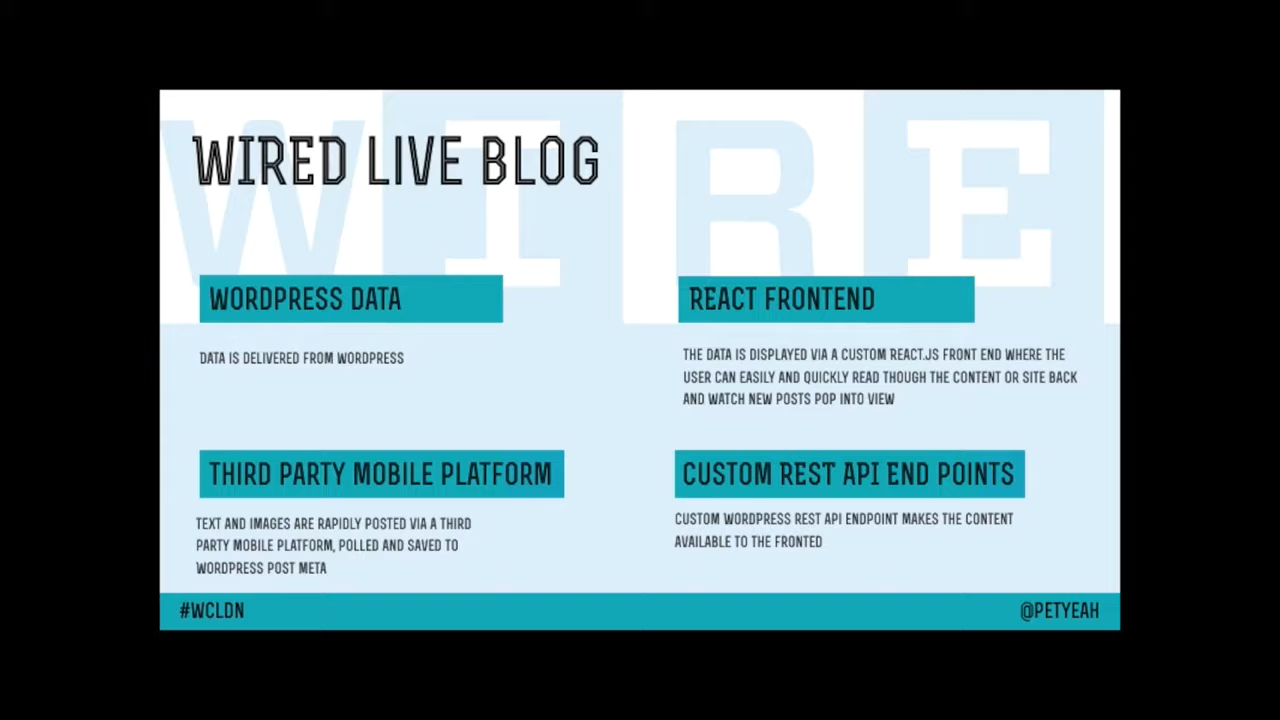 WIRE
WIRED LIVE BLOG
WORDPRESS DATA
DATA IS DELIVERED FROM WORDPRESS
REACT FRONTEND
THE DATA IS DISPLAYED VIA A CUSTOM REACT.JS FRONT END WHERE THE
USER CAN EASILY AND QUICKLY READ THOUGH THE CONTENT OR SITE BACK
AND WATCH NEW POSTS POP INTO VIEW
THIRD PARTY MOBILE PLATFORM
TEXT AND IMAGES ARE RAPIDLY POSTED VIA A THIRD
PARTY MOBILE PLATFORM, POLLED AND SAVED TO
WORDPRESS POST META
CUSTOM REST API END POINTS
CUSTOM WORDPRESS REST API ENDPOINT MAKES THE CONTENT
AVAILABLE TO THE FRONTED
#WCLDN
@PETYEAH